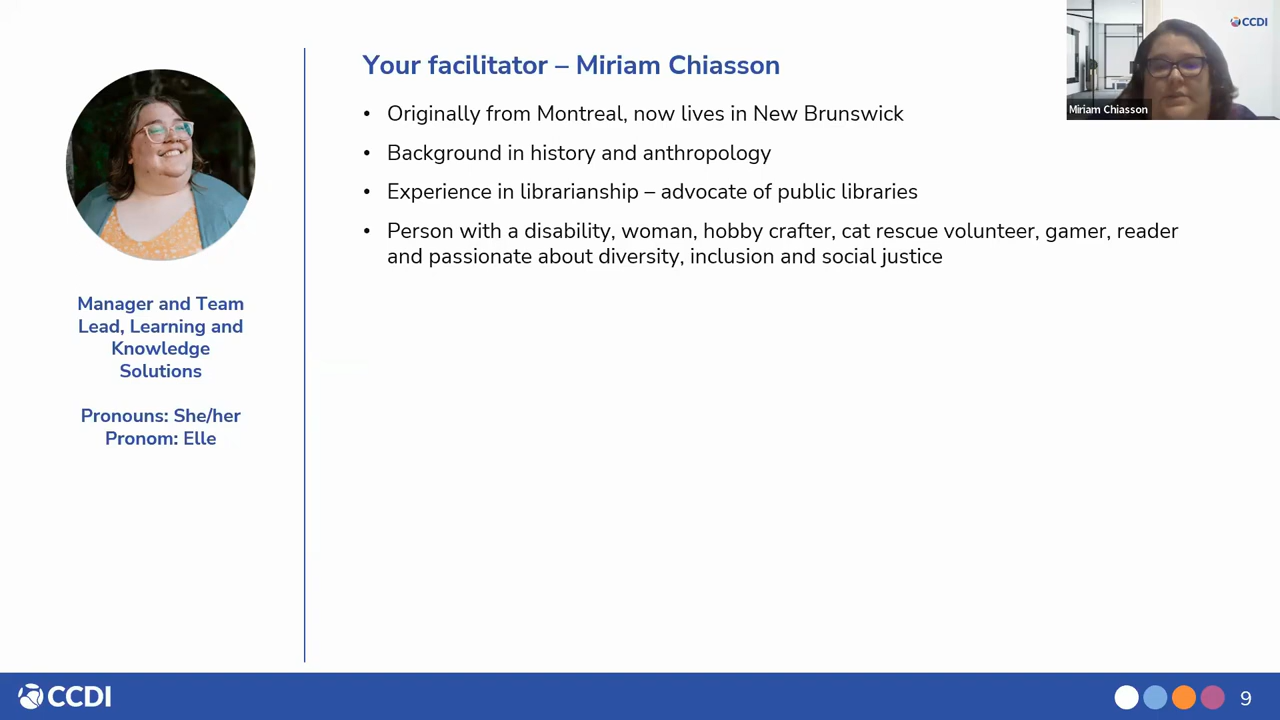 Your facilitator – Miriam Chiasson
• Originally from Montreal, now lives in New Brunswick
• Background in history and anthropology
• Experience in librarianship – advocate of public libraries
• Person with a disability, woman, hobby crafter, cat rescue volunteer, gamer, reader
and passionate about diversity, inclusion and social justice
Manager and Team
Lead, Learning and
Knowledge
Solutions
Pronouns: She/her
Pronom: Elle
CCDI
Miriam Chiasson
CCDI
9